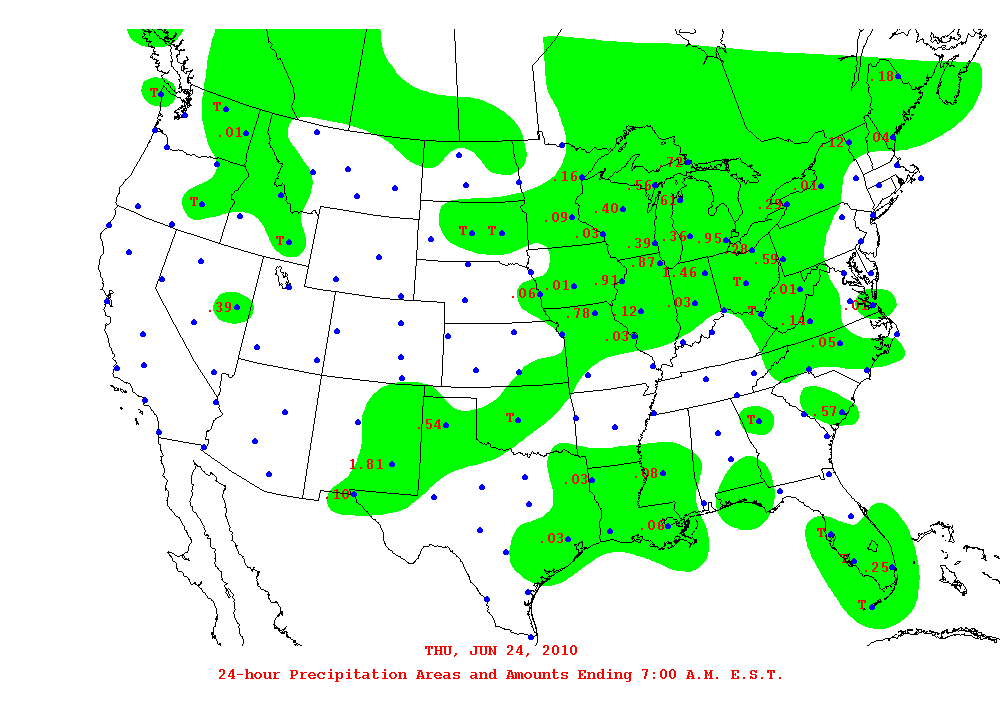 .18
T
T
.01
.04
.12
.72
.16
.56
.01
T
.61
.29
.40
.09
T T
.03
.36
.95
T
.39
.28
.87
.59
1.46
.91
T
.01
.01
.06
.03
.01
.39
.78
.12
T
.14
.03
.05
.57
T
T
.54
1.81
.08
.03
.10
.06
T
.03
T
.25
T
THU, JUN 24, 2010
24-hour Precipitation Areas and Amounts Ending 7:00 A.M. E.S.T.